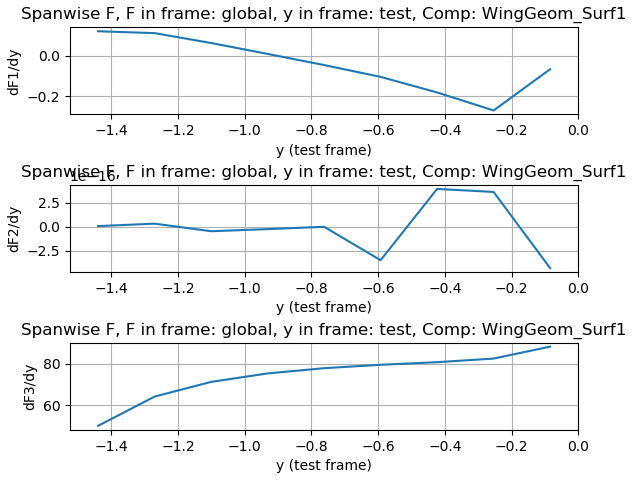 Spanwise F, F in frame: global, y in frame: test, Comp: WingGeom_Surf1
0.0
−0.2
dF1/dy
−1.4 −1.2 −1.0 −0.8 −0.6 −0.4 −0.2 0.0
y (test frame)
Spanwise F, F in frame: global, y in frame: test, Comp: WingGeom_Surf1
1e−16
2.5
0.0
−2.5
dF2/dy
−1.4 −1.2 −1.0 −0.8 −0.6 −0.4 −0.2 0.0
y (test frame)
Spanwise F, F in frame: global, y in frame: test, Comp: WingGeom_Surf1
80
60
dF3/dy
−1.4 −1.2 −1.0 −0.8 −0.6 −0.4 −0.2 0.0
y (test frame)